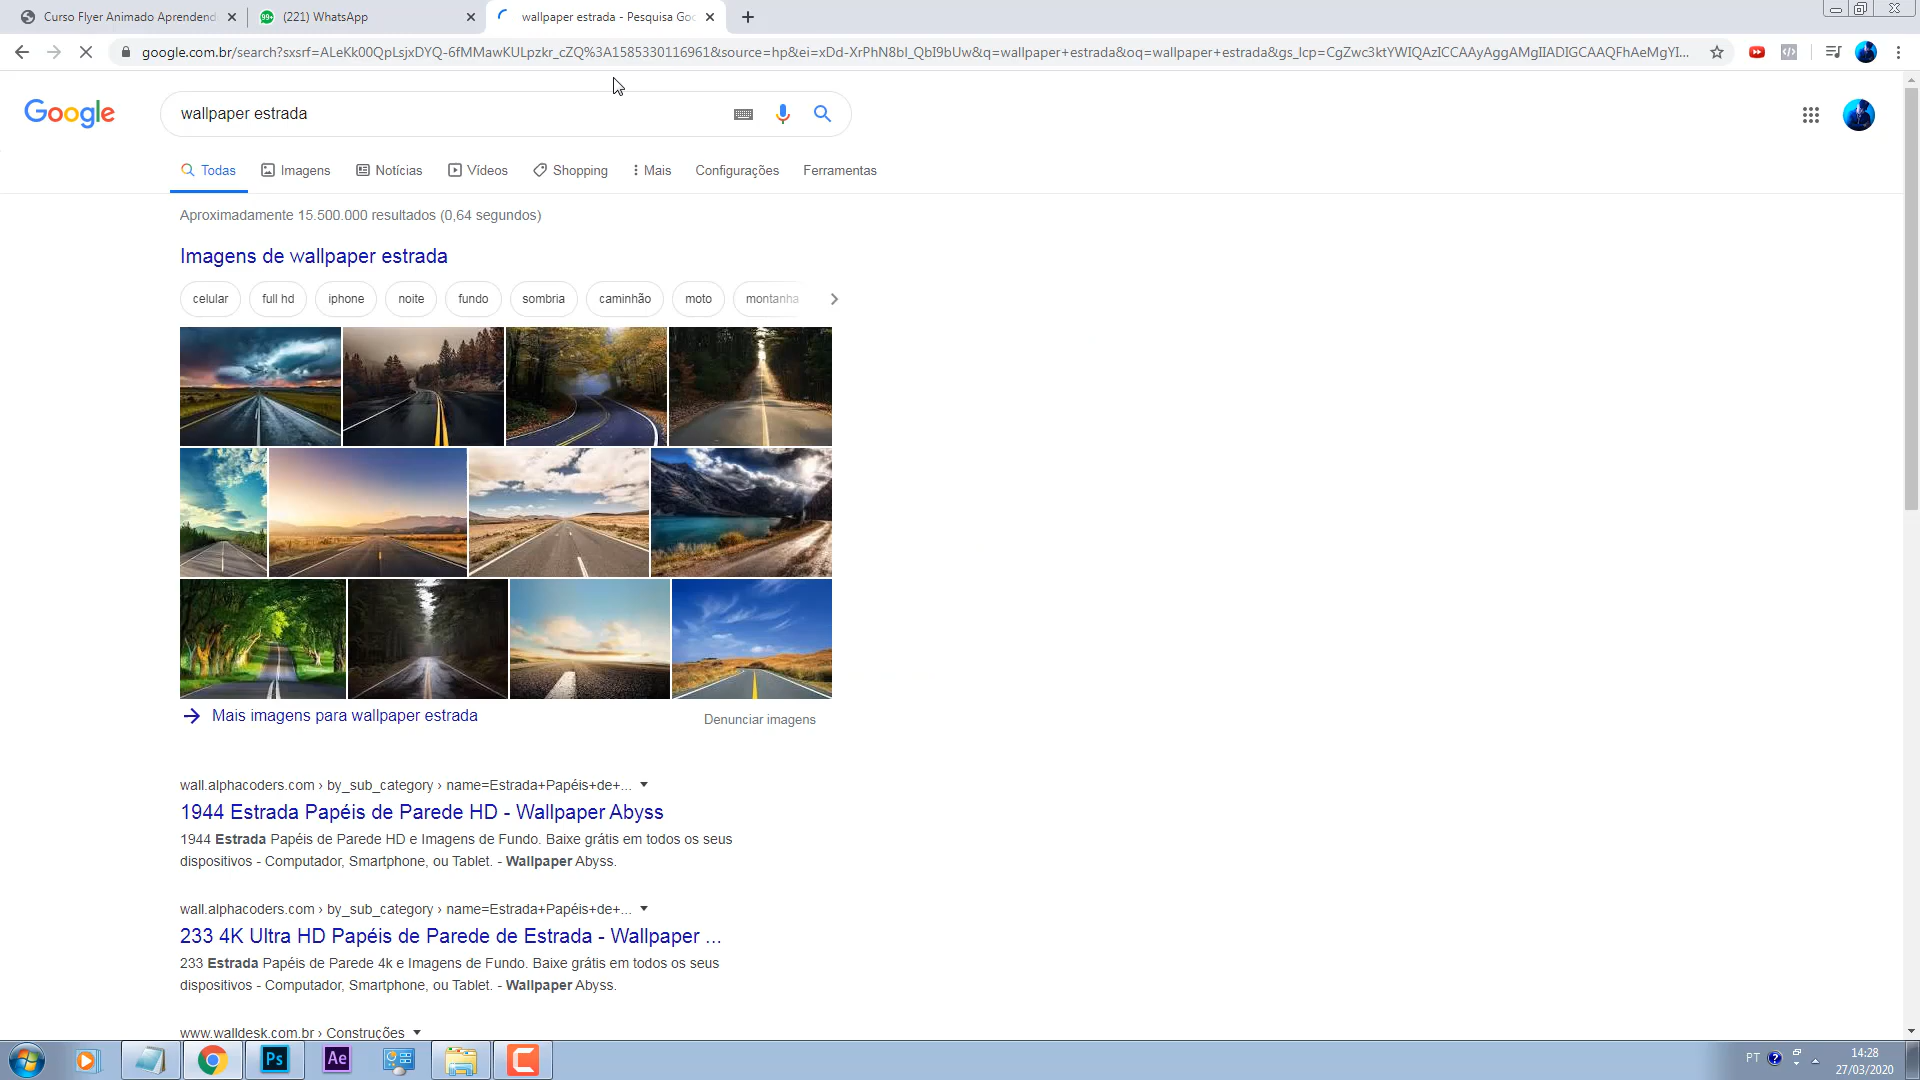 Curso Flyer Animado Aprendend
(221) WhatsApp
wallpaper estrada - Pesquisa Goo
google.com.br/search?sxsrf=ALeKk00QpLsjxDYQ-6fMMawKULpzkr_cZQ%3A1585330116961&source=hp&ei=xDd-XrPhN8bl_QbI9bUw&q=wallpaper+estrada&oq=wallpaper+estrada&gs_lcp=CgZwc3ktYWIQAzICCAAyAggAMgIIADIGCAAQFhAeMgYI...
Google
wallpaper estrada
Todas Imagens Notícias Vídeos Shopping Mais Configurações Ferramentas
Aproximadamente 15.500.000 resultados (0,64 segundos)
Imagens de wallpaper estrada
celular full hd iphone noite fundo sombria caminhão moto montanha
Mais imagens para wallpaper estrada
Denunciar imagens
wall.alphacoders.com › by_sub_category › name=Estrada+Papéis+de+...
1944 Estrada Papéis de Parede HD - Wallpaper Abyss
1944 Estrada Papéis de Parede HD e Imagens de Fundo. Baixe grátis em todos os seus
dispositivos - Computador, Smartphone, ou Tablet. - Wallpaper Abyss.
wall.alphacoders.com › by_sub_category › name=Estrada+Papéis+de+...
233 4K Ultra HD Papéis de Parede de Estrada - Wallpaper ...
233 Estrada Papéis de Parede 4k e Imagens de Fundo. Baixe grátis em todos os seus
dispositivos - Computador, Smartphone, ou Tablet. - Wallpaper Abyss.
www.walldesk.com.br › Construções
Ps
Ae
PT
14:28
27/03/2020